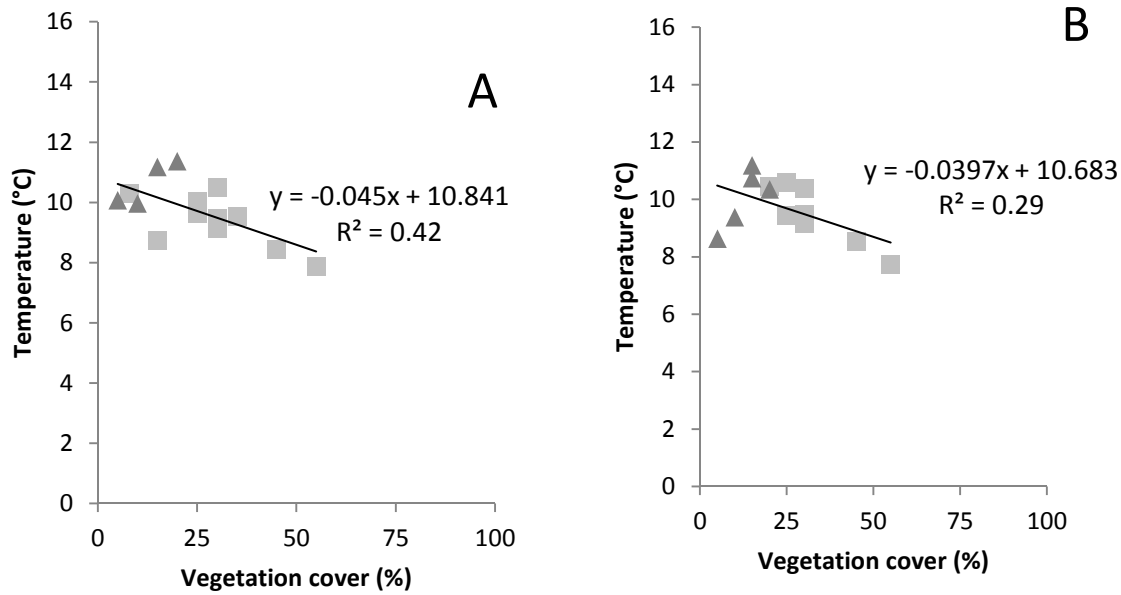 A
16
14
12
10
8
6
4
2
0
Temperature (°C)
y = -0.045x + 10.841
R² = 0.42
0 25 50 75 100
Vegetation cover (%)
B
16
14
12
10
8
6
4
2
0
Temperature (°C)
y = -0.0397x + 10.683
R² = 0.29
0 25 50 75 100
Vegetation cover (%)